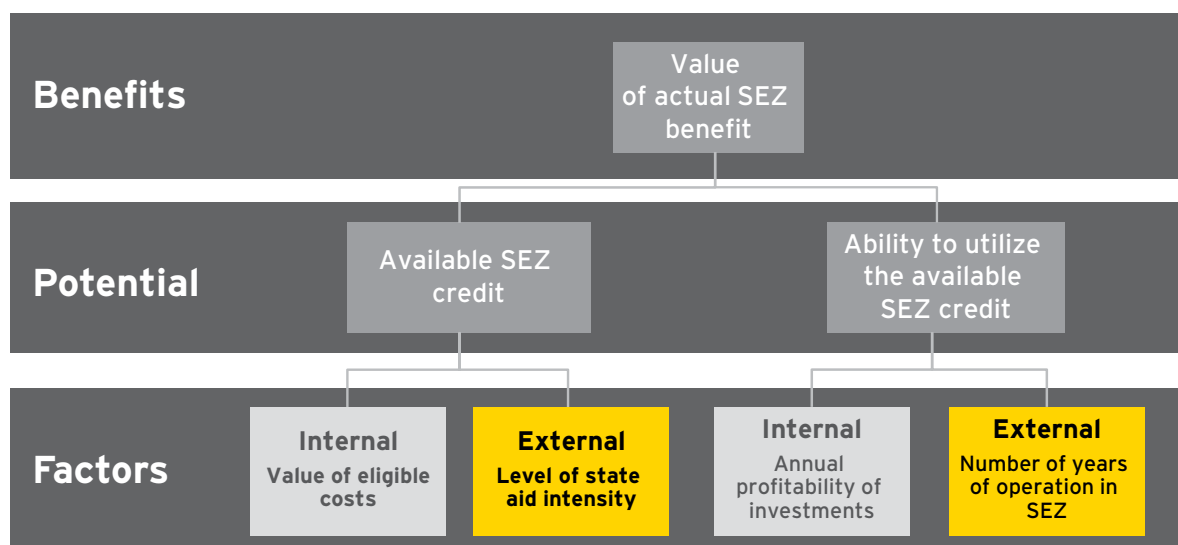 Benefits
Value
of actual SEZ
benefit
Potential
Available SEZ
credit
Ability to utilize
the available
SEZ credit
Factors
Internal
Value of eligible
costs
External
Level of state
aid intensity
Internal
Annual
profitability of
investments
External
Number of years
of operation in
SEZ